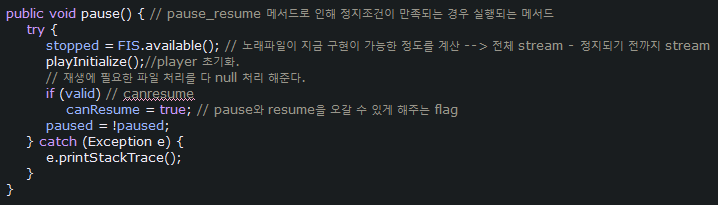 public void pause() { // pause_resume 메서드로 인해 정지조건이 만족되는 경우 실행되는 메서드
try {
stopped = FIS.available(); // 노래파일이 지금 구현이 가능한 정도를 계산 --> 전체 stream - 정지되기 전까지 stream
playInitialize();//player 초기화.
// 재생에 필요한 파일 처리를 다 null 처리 해준다.
if (valid) // canresume
canResume = true; // pause와 resume을 오갈 수 있게 해주는 flag
paused = !paused;
} catch (Exception e) {
e.printStackTrace();
}
}